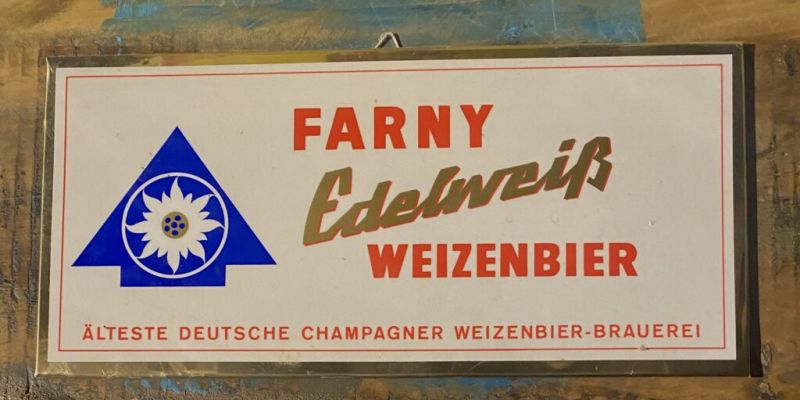 FARNY
Edelweiß
WEIZENBIER
ÄLTESTE DEUTSCHE CHAMPAGNER WEIZENBIER-BRAUEREI